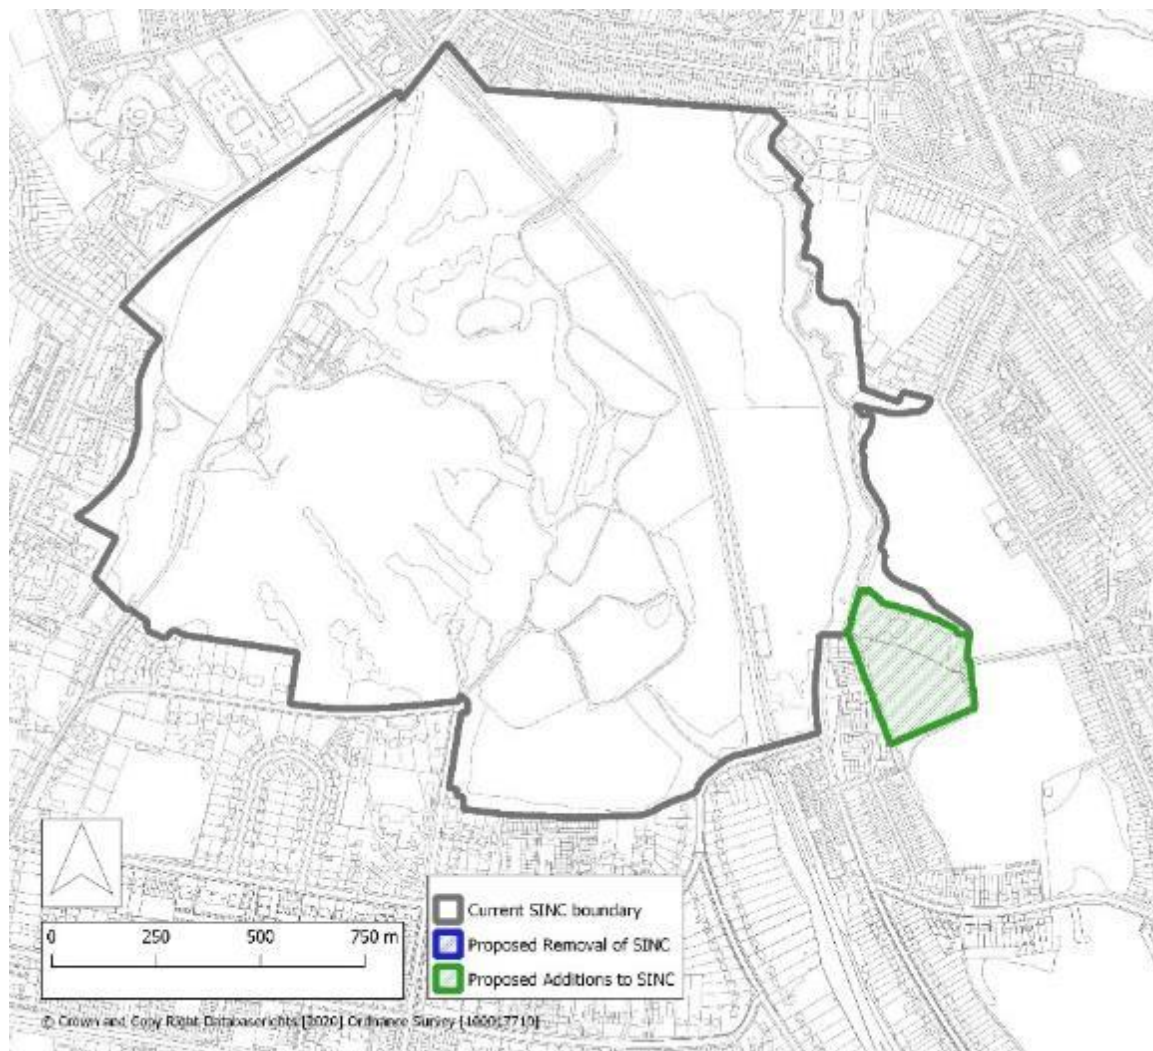 Current SINC boundary
Proposed Removal of SINC
Proposed Additions to SINC
0 250 500 750 m
© Crown and Copy Right Databaserights [2020] Ordnance Survey [100017710]